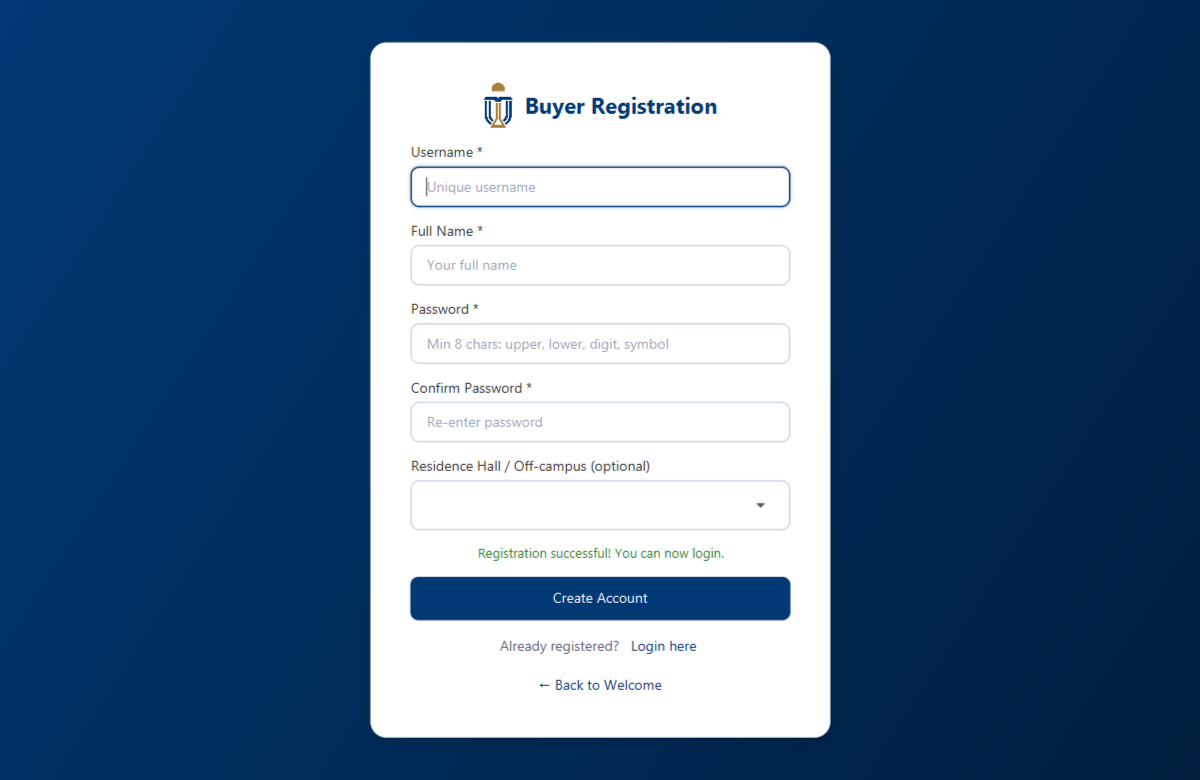 Buyer Registration
Username *
Unique username
Full Name *
Your full name
Password *
Min 8 chars: upper, lower, digit, symbol
Confirm Password *
Re-enter password
Residence Hall / Off-campus (optional)
Registration successful! You can now login.
Create Account
Already registered? Login here
← Back to Welcome